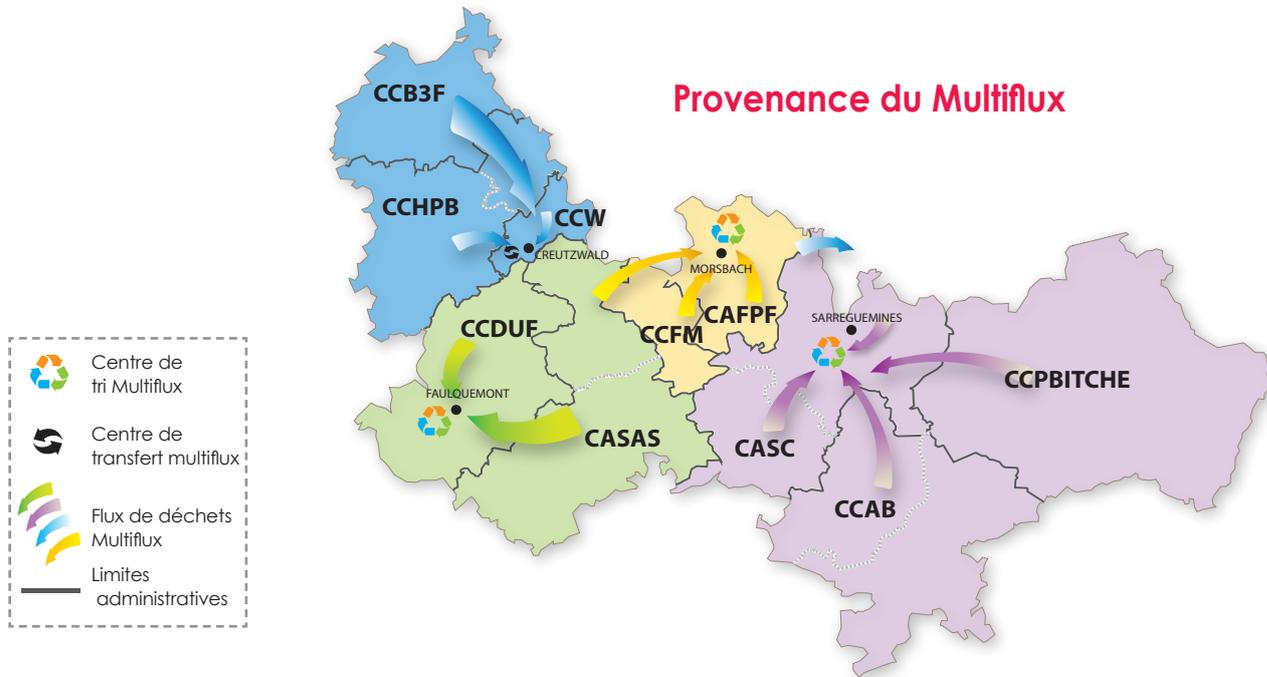 Provenance du Multiflux
CCB3F
CCHPB
CCW
CREUTZWALD
MORSBACH
CCDUF
CCFM
CAFPF
SARREGUEMINES
FAULQUEMONT
CCPBITCHE
CASAS
CASC
CCAB
Centre de
tri Multiflux
Centre de
transfert multiflux
Flux de déchets
Multiflux
Limites
administratives